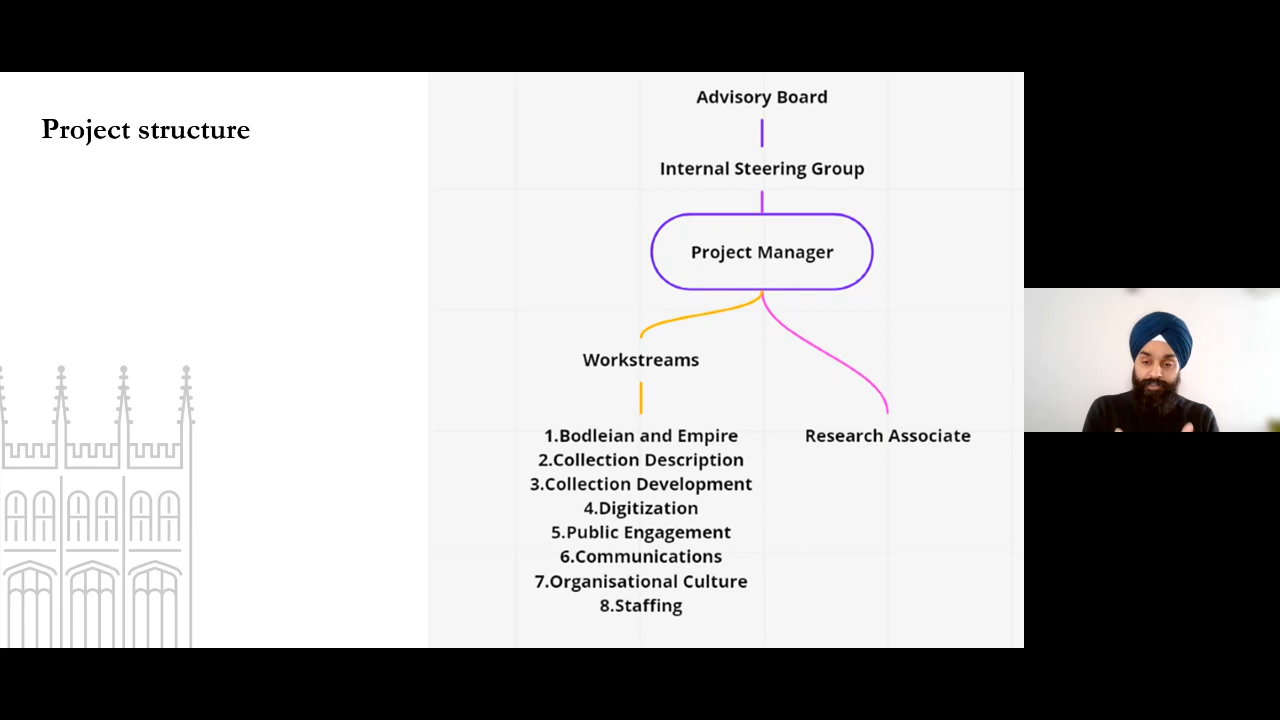 Project structure
Advisory Board
Internal Steering Group
Project Manager
Workstreams
1.Bodleian and Empire
2.Collection Description
3.Collection Development
4.Digitization
5.Public Engagement
6.Communications
7.Organisational Culture
8.Staffing
Research Associate